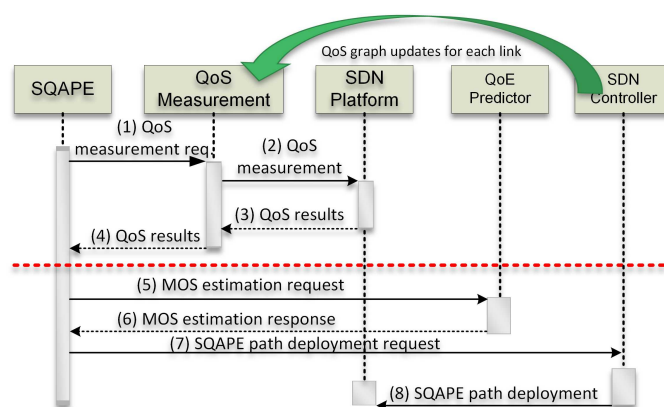 QoS graph updates for each link
SQAPE
QoS
Measurement
SDN
Platform
QoE
Predictor
SDN
Controller
(1) QoS
measurement req.
(2) QoS
measurement
(3) QoS results
(4) QoS results
(5) MOS estimation request
(6) MOS estimation response
(7) SQAPE path deployment request
(8) SQAPE path deployment